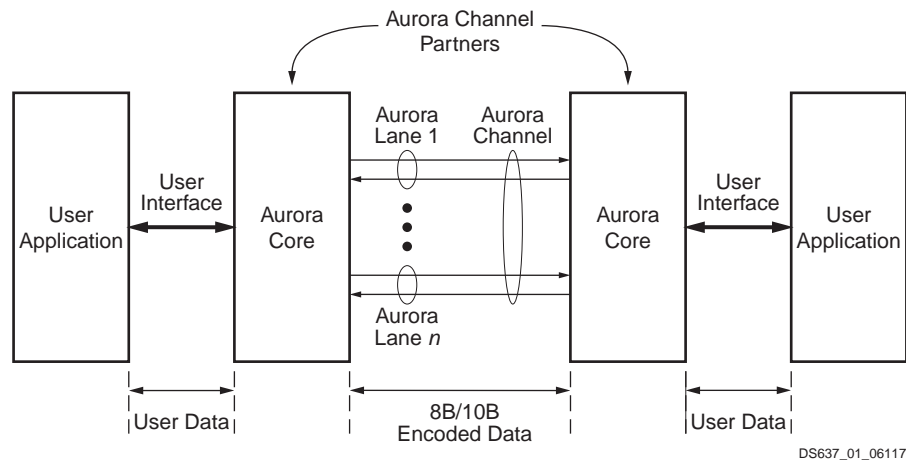 Aurora Channel
Partners
Aurora
Lane 1
Aurora
Channel
User
Interface
User
Interface
User
Application
Aurora
Core
Aurora
Core
User
Application
Aurora
Lane n
User Data
8B/10B
Encoded Data
User Data
DS637_01_06117